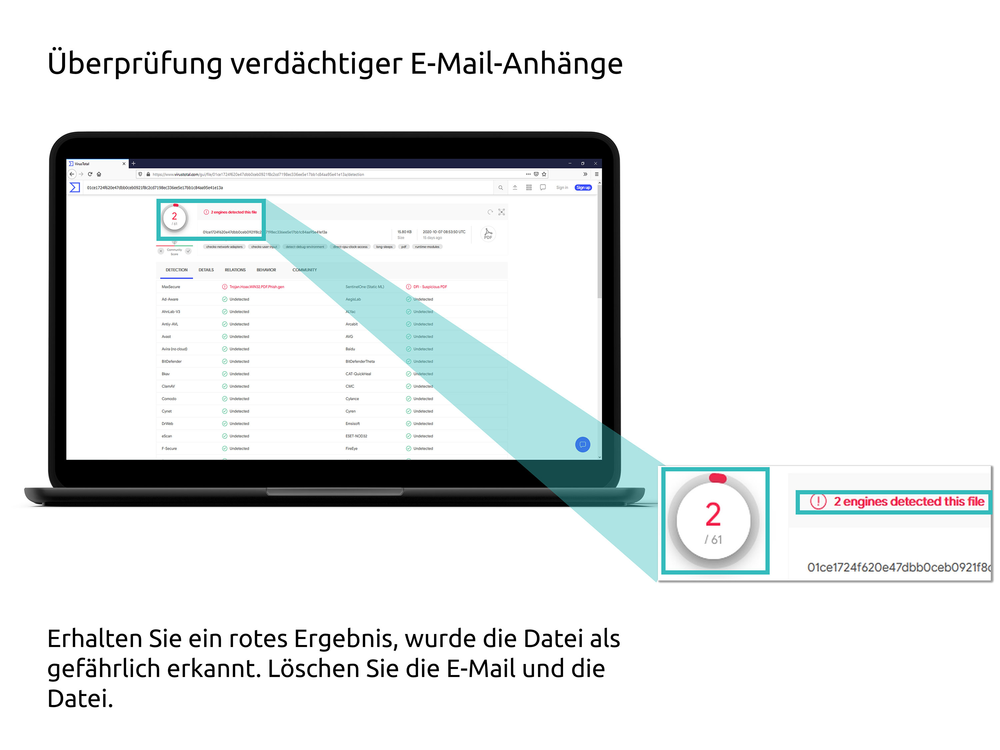 Überprüfung verdächtiger E-Mail-Anhänge
VirusTotal
https://www.virustotal.com/gui/file/01ce1724f620e47dbb0ceb0921f8c2cd7198ec336ee5e17bb1c84aa95e41e13a/detection
01ce1724f620e47dbb0ceb0921f8c2cd7198ec336ee5e17bb1c84aa95e41e13a
Sign in Sign up
2
/ 61
2 engines detected this file
01ce1724f620e47dbb0ceb0921f8c2 7198ec336ee5e17bb1c84aa95e41e13a
15.80 KB
Size
2020-10-07 08:53:50 UTC
15 days ago
PDF
Community
Score
checks-network-adapters checks-user-input detect-debug-environment direct-cpu-clock-access long-sleeps pdf runtime-modules
DETECTION DETAILS RELATIONS BEHAVIOR COMMUNITY
MaxSecure Trojan.Hoax.WIN32.PDF.Phish.gen SentinelOne (Static ML) DFI - Suspicious PDF
Ad-Aware Undetected AegisLab Undetected
AhnLab-V3 Undetected ALYac Undetected
Antiy-AVL Undetected Arcabit Undetected
Avast Undetected AVG Undetected
Avira (no cloud) Undetected Baidu Undetected
BitDefender Undetected BitDefenderTheta Undetected
Bkav Undetected CAT-QuickHeal Undetected
ClamAV Undetected CMC Undetected
Comodo Undetected Cylance Undetected
Cynet Undetected Cyren Undetected
DrWeb Undetected Emsisoft Undetected
eScan Undetected ESET-NOD32 Undetected
F-Secure Undetected FireEye Undetected
2
/ 61
2 engines detected this file
01ce1724f620e47dbb0ceb0921f8c
Erhalten Sie ein rotes Ergebnis, wurde die Datei als
gefährlich erkannt. Löschen Sie die E-Mail und die
Datei.